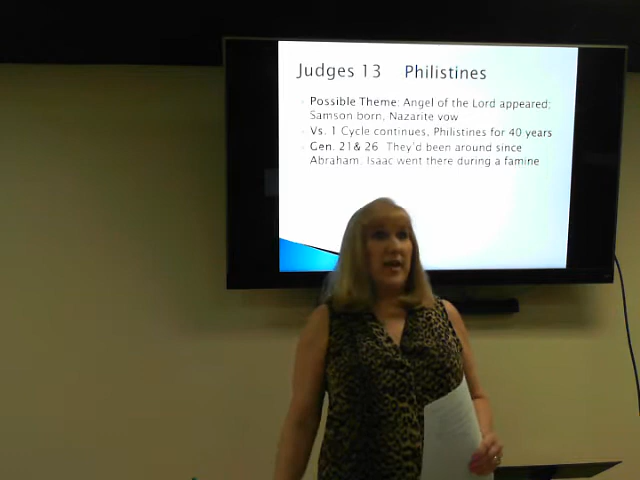 Judges 13 Philistines
Possible Theme: Angel of the Lord appeared;
Samson born, Nazarite vow
Vs. 1 Cycle continues, Philistines for 40 years
Gen. 21& 26 They'd been around since
Abraham. Isaac went there during a famine